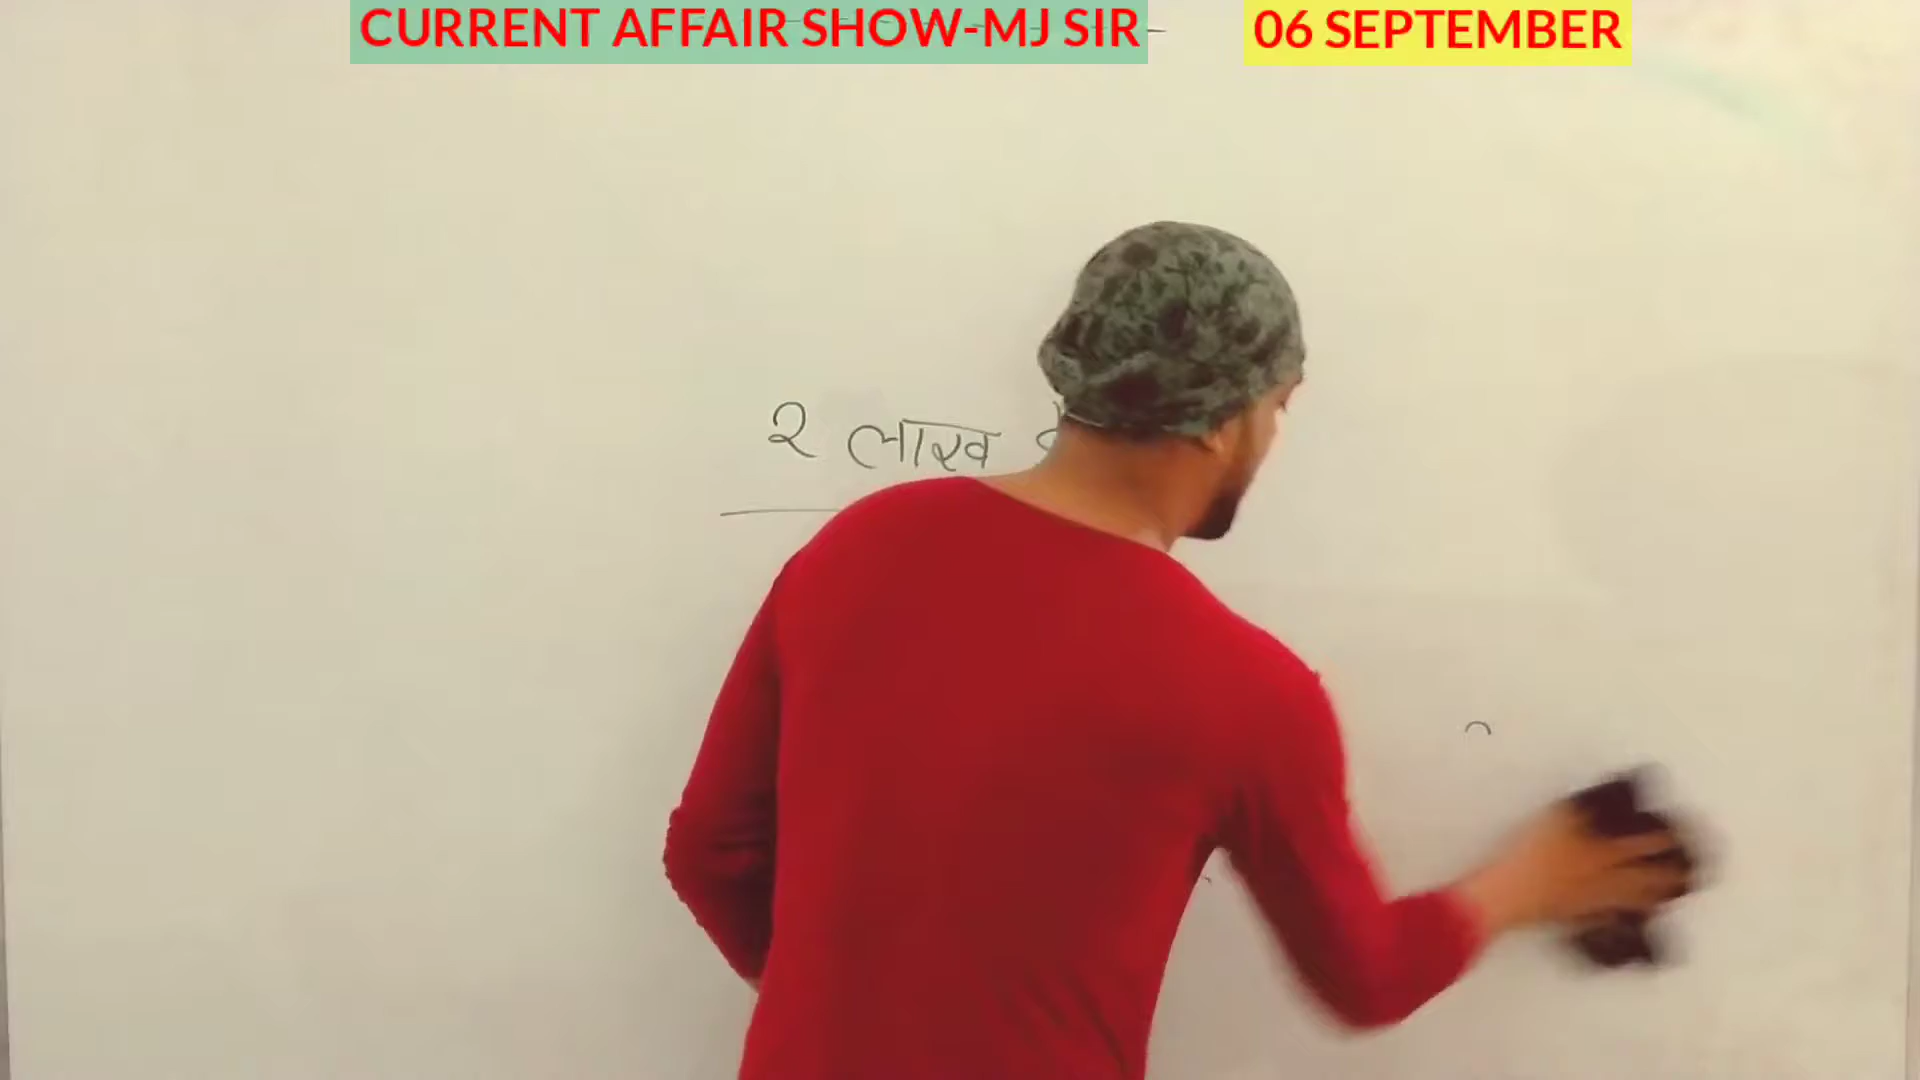 CURRENT AFFAIR SHOW-MJ SIR 06 SEPTEMBER
२ लाख